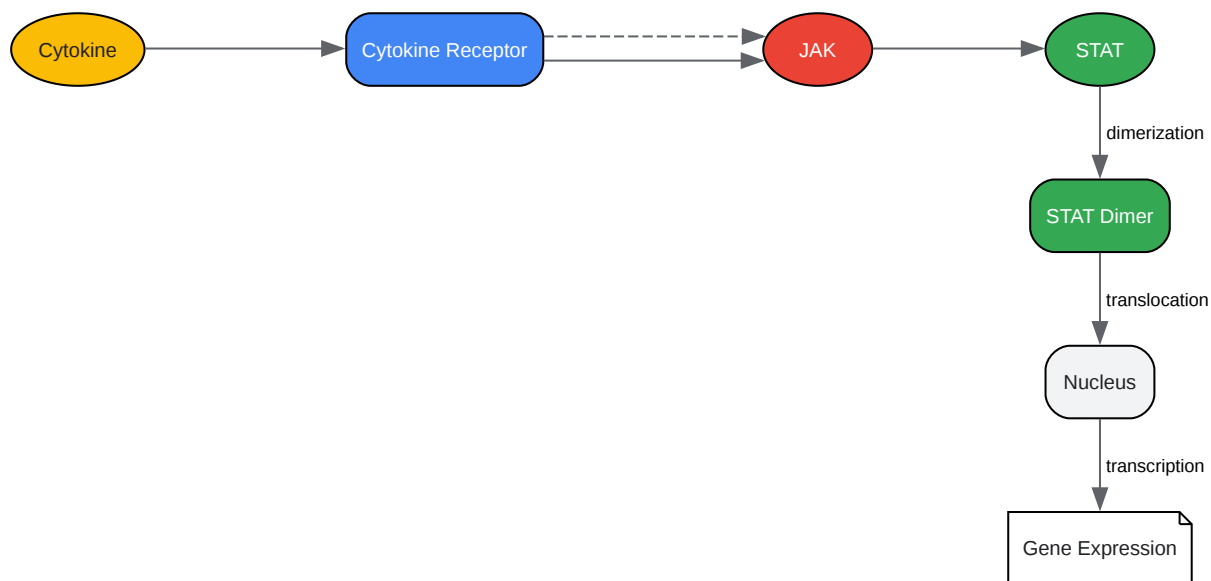 Cytokine
Cytokine Receptor
JAK
STAT
dimerization
STAT Dimer
translocation
Nucleus
transcription
Gene Expression